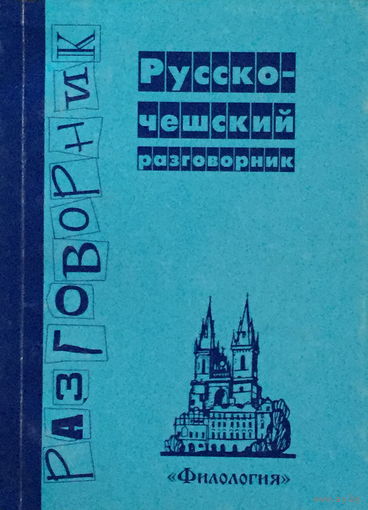 РАЗГОВОРНИК
Русско-
чешский
разговорник
«Филология»